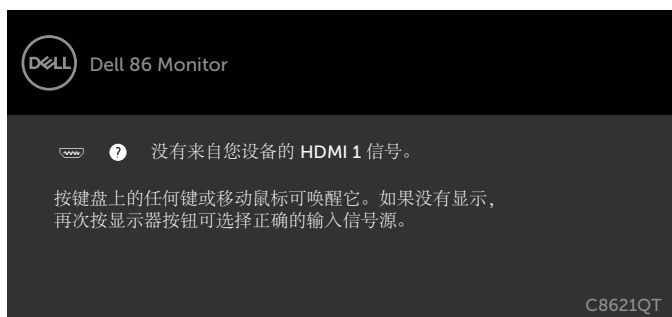 DELL
Dell 86 Monitor
? 没有来自您设备的 HDMI 1 信号。
按键盘上的任何键或移动鼠标可唤醒它。如果没有显示，
再次按显示器按钮可选择正确的输入信号源。
C8621QT